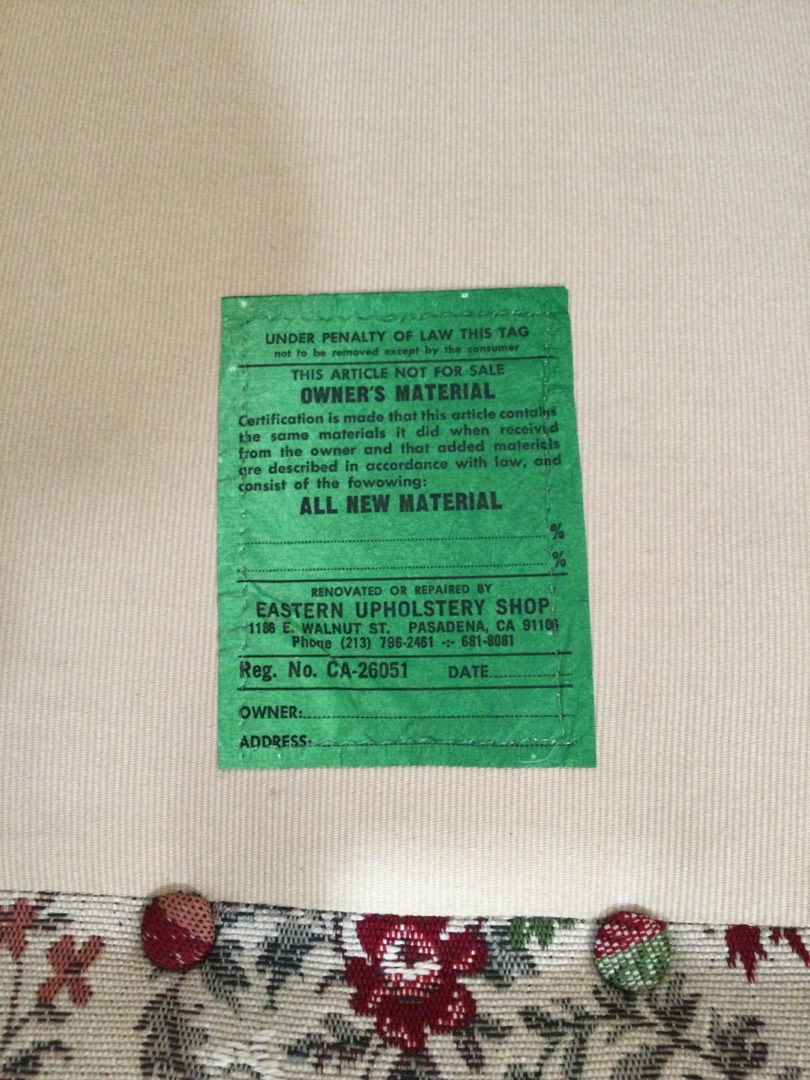 UNDER PENALTY OF LAW THIS TAG
not to be removed except by the consumer
THIS ARTICLE NOT FOR SALE
OWNER'S MATERIAL
Certification is made that this article contains
the same materials it did when received
from the owner and that added materials
are described in accordance with law, and
consist of the fowowing:
ALL NEW MATERIAL
%
%
RENOVATED OR REPAIRED BY
EASTERN UPHOLSTERY SHOP
1186 E. WALNUT ST. PASADENA, CA 91106
Phone (213) 796-2461 -:- 681-8081
Reg. No. CA-26051 DATE
OWNER:
ADDRESS: